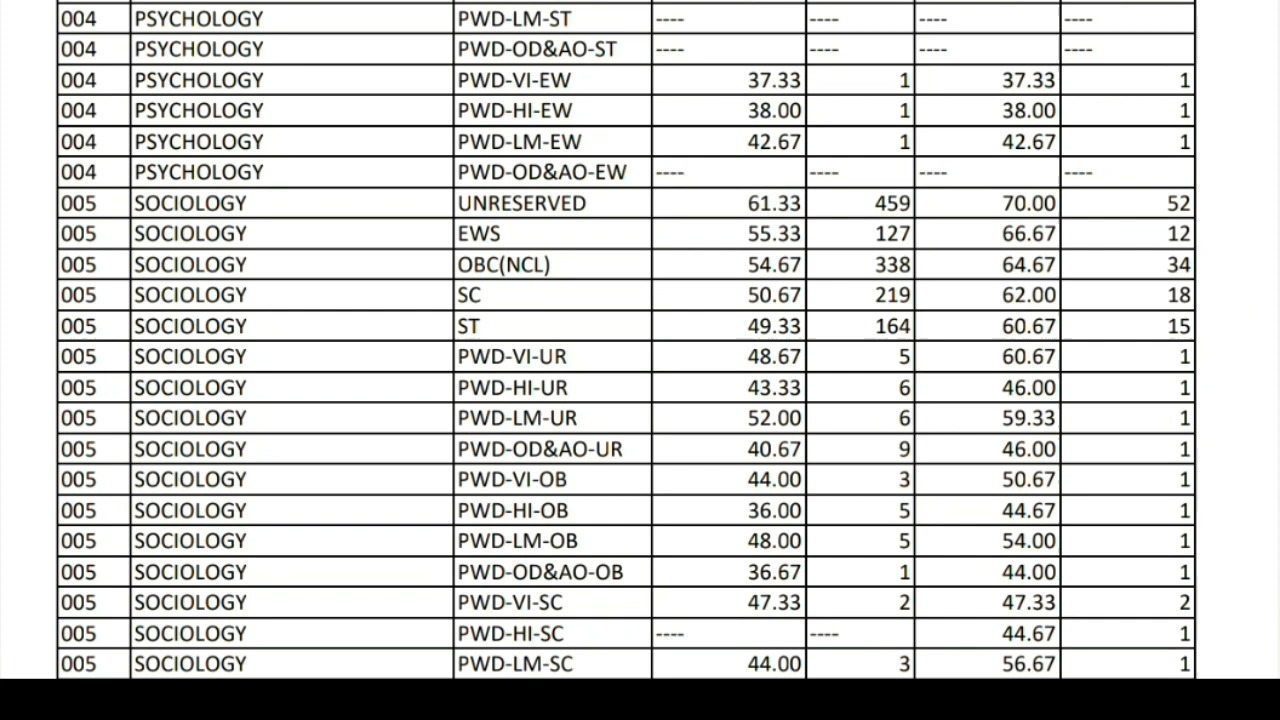 004 PSYCHOLOGY PWD-LM-ST ---- ---- ---- ----
004 PSYCHOLOGY PWD-OD&AO-ST ---- ---- ---- ----
004 PSYCHOLOGY PWD-VI-EW 37.33 1 37.33 1
004 PSYCHOLOGY PWD-HI-EW 38.00 1 38.00 1
004 PSYCHOLOGY PWD-LM-EW 42.67 1 42.67 1
004 PSYCHOLOGY PWD-OD&AO-EW ---- ---- ---- ----
005 SOCIOLOGY UNRESERVED 61.33 459 70.00 52
005 SOCIOLOGY EWS 55.33 127 66.67 12
005 SOCIOLOGY OBC(NCL) 54.67 338 64.67 34
005 SOCIOLOGY SC 50.67 219 62.00 18
005 SOCIOLOGY ST 49.33 164 60.67 15
005 SOCIOLOGY PWD-VI-UR 48.67 5 60.67 1
005 SOCIOLOGY PWD-HI-UR 43.33 6 46.00 1
005 SOCIOLOGY PWD-LM-UR 52.00 6 59.33 1
005 SOCIOLOGY PWD-OD&AO-UR 40.67 9 46.00 1
005 SOCIOLOGY PWD-VI-OB 44.00 3 50.67 1
005 SOCIOLOGY PWD-HI-OB 36.00 5 44.67 1
005 SOCIOLOGY PWD-LM-OB 48.00 5 54.00 1
005 SOCIOLOGY PWD-OD&AO-OB 36.67 1 44.00 1
005 SOCIOLOGY PWD-VI-SC 47.33 2 47.33 2
005 SOCIOLOGY PWD-HI-SC ---- ---- 44.67 1
005 SOCIOLOGY PWD-LM-SC 44.00 3 56.67 1